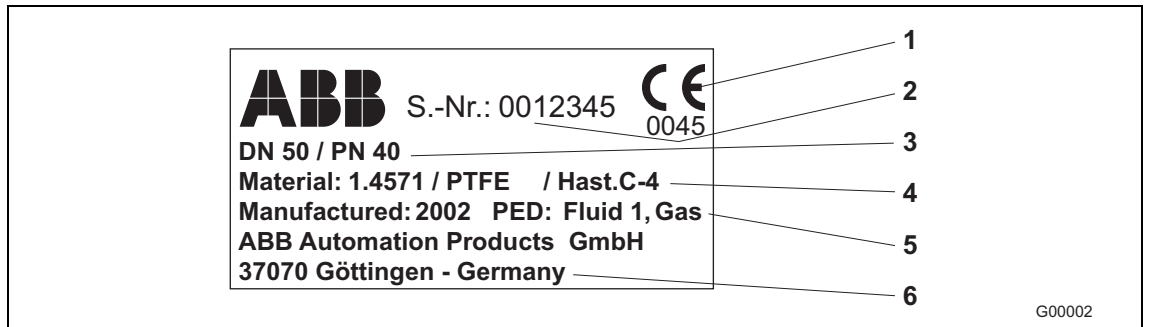 ABB S.-Nr.: 0012345 CE
0045
DN 50 / PN 40
Material: 1.4571 / PTFE / Hast.C-4
Manufactured: 2002 PED: Fluid 1, Gas
ABB Automation Products GmbH
37070 Göttingen - Germany
1
2
3
4
5
6
G00002